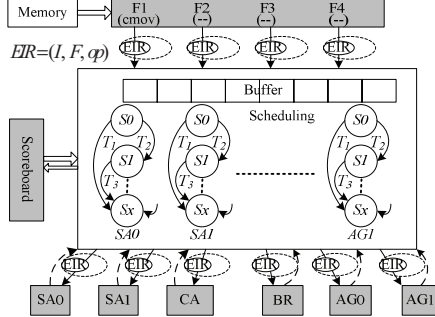 Memory
F1 F2 F3 F4
(cmov) (--) (--) (--)
EIR EIR EIR EIR
EIR=(I, F, op)
Buffer
Scheduling
Scoreboard
S0 S0 S0
T1 T2 T1 T2 T1 T2
S1 S1 S1
T3 T3 T3
Sx Sx Sx
SA0 SA1 AG1
EIR EIR EIR EIR EIR EIR
SA0 SA1 CA BR AG0 AG1